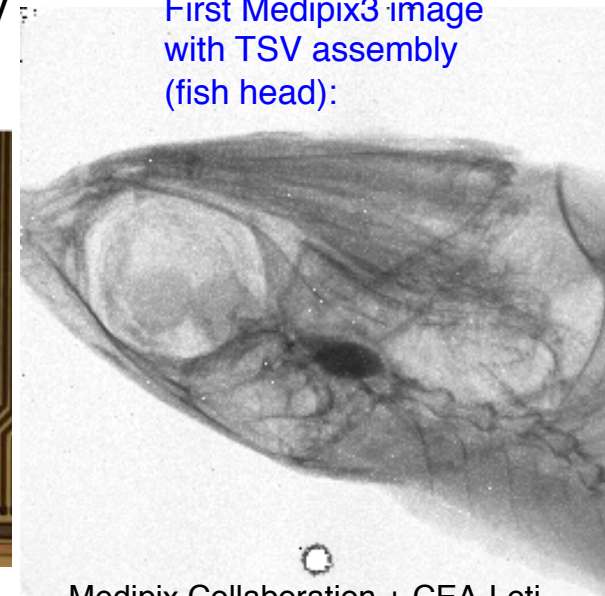 First Medipix3 image
with TSV assembly
(fish head):
Medipix Collaboration + CEA-Leti